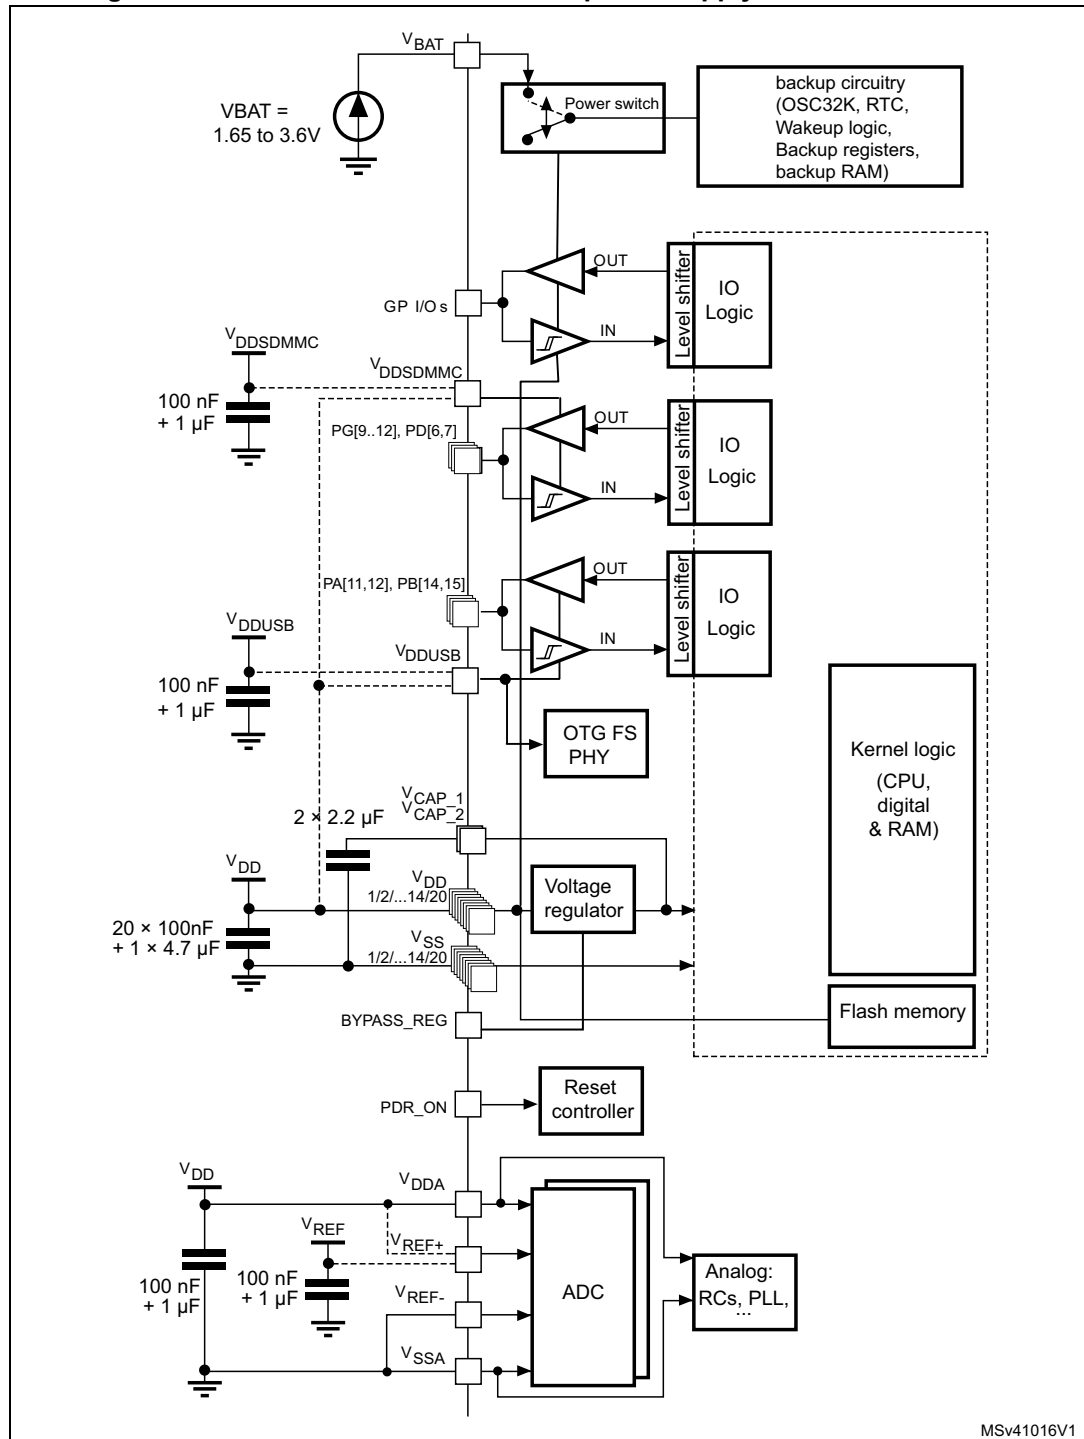 VBAT
VBAT =
1.65 to 3.6V
Power switch
backup circuitry
(OSC32K, RTC,
Wakeup logic,
Backup registers,
backup RAM)
OUT
GP I/Os
IN
Level shifter
IO
Logic
VDDSDMMC
100 nF
+ 1 µF
VDDSDMMC
PG[9..12], PD[6,7]
OUT
IN
Level shifter
IO
Logic
PA[11,12], PB[14,15]
OUT
IN
Level shifter
IO
Logic
VDDUSB
100 nF
+ 1 µF
VDDUSB
OTG FS
PHY
Kernel logic
(CPU,
digital
& RAM)
VCAP_1
VCAP_2
2 × 2.2 µF
VDD
20 × 100nF
+ 1 × 4.7 µF
VDD
1/2/...14/20
Voltage
regulator
VSS
1/2/...14/20
BYPASS_REG
Flash memory
PDR_ON
Reset
controller
VDD
100 nF
+ 1 µF
VDDA
VREF
100 nF
+ 1 µF
VREF+
VREF-
VSSA
ADC
Analog:
RCs, PLL,
...
MSv41016V1